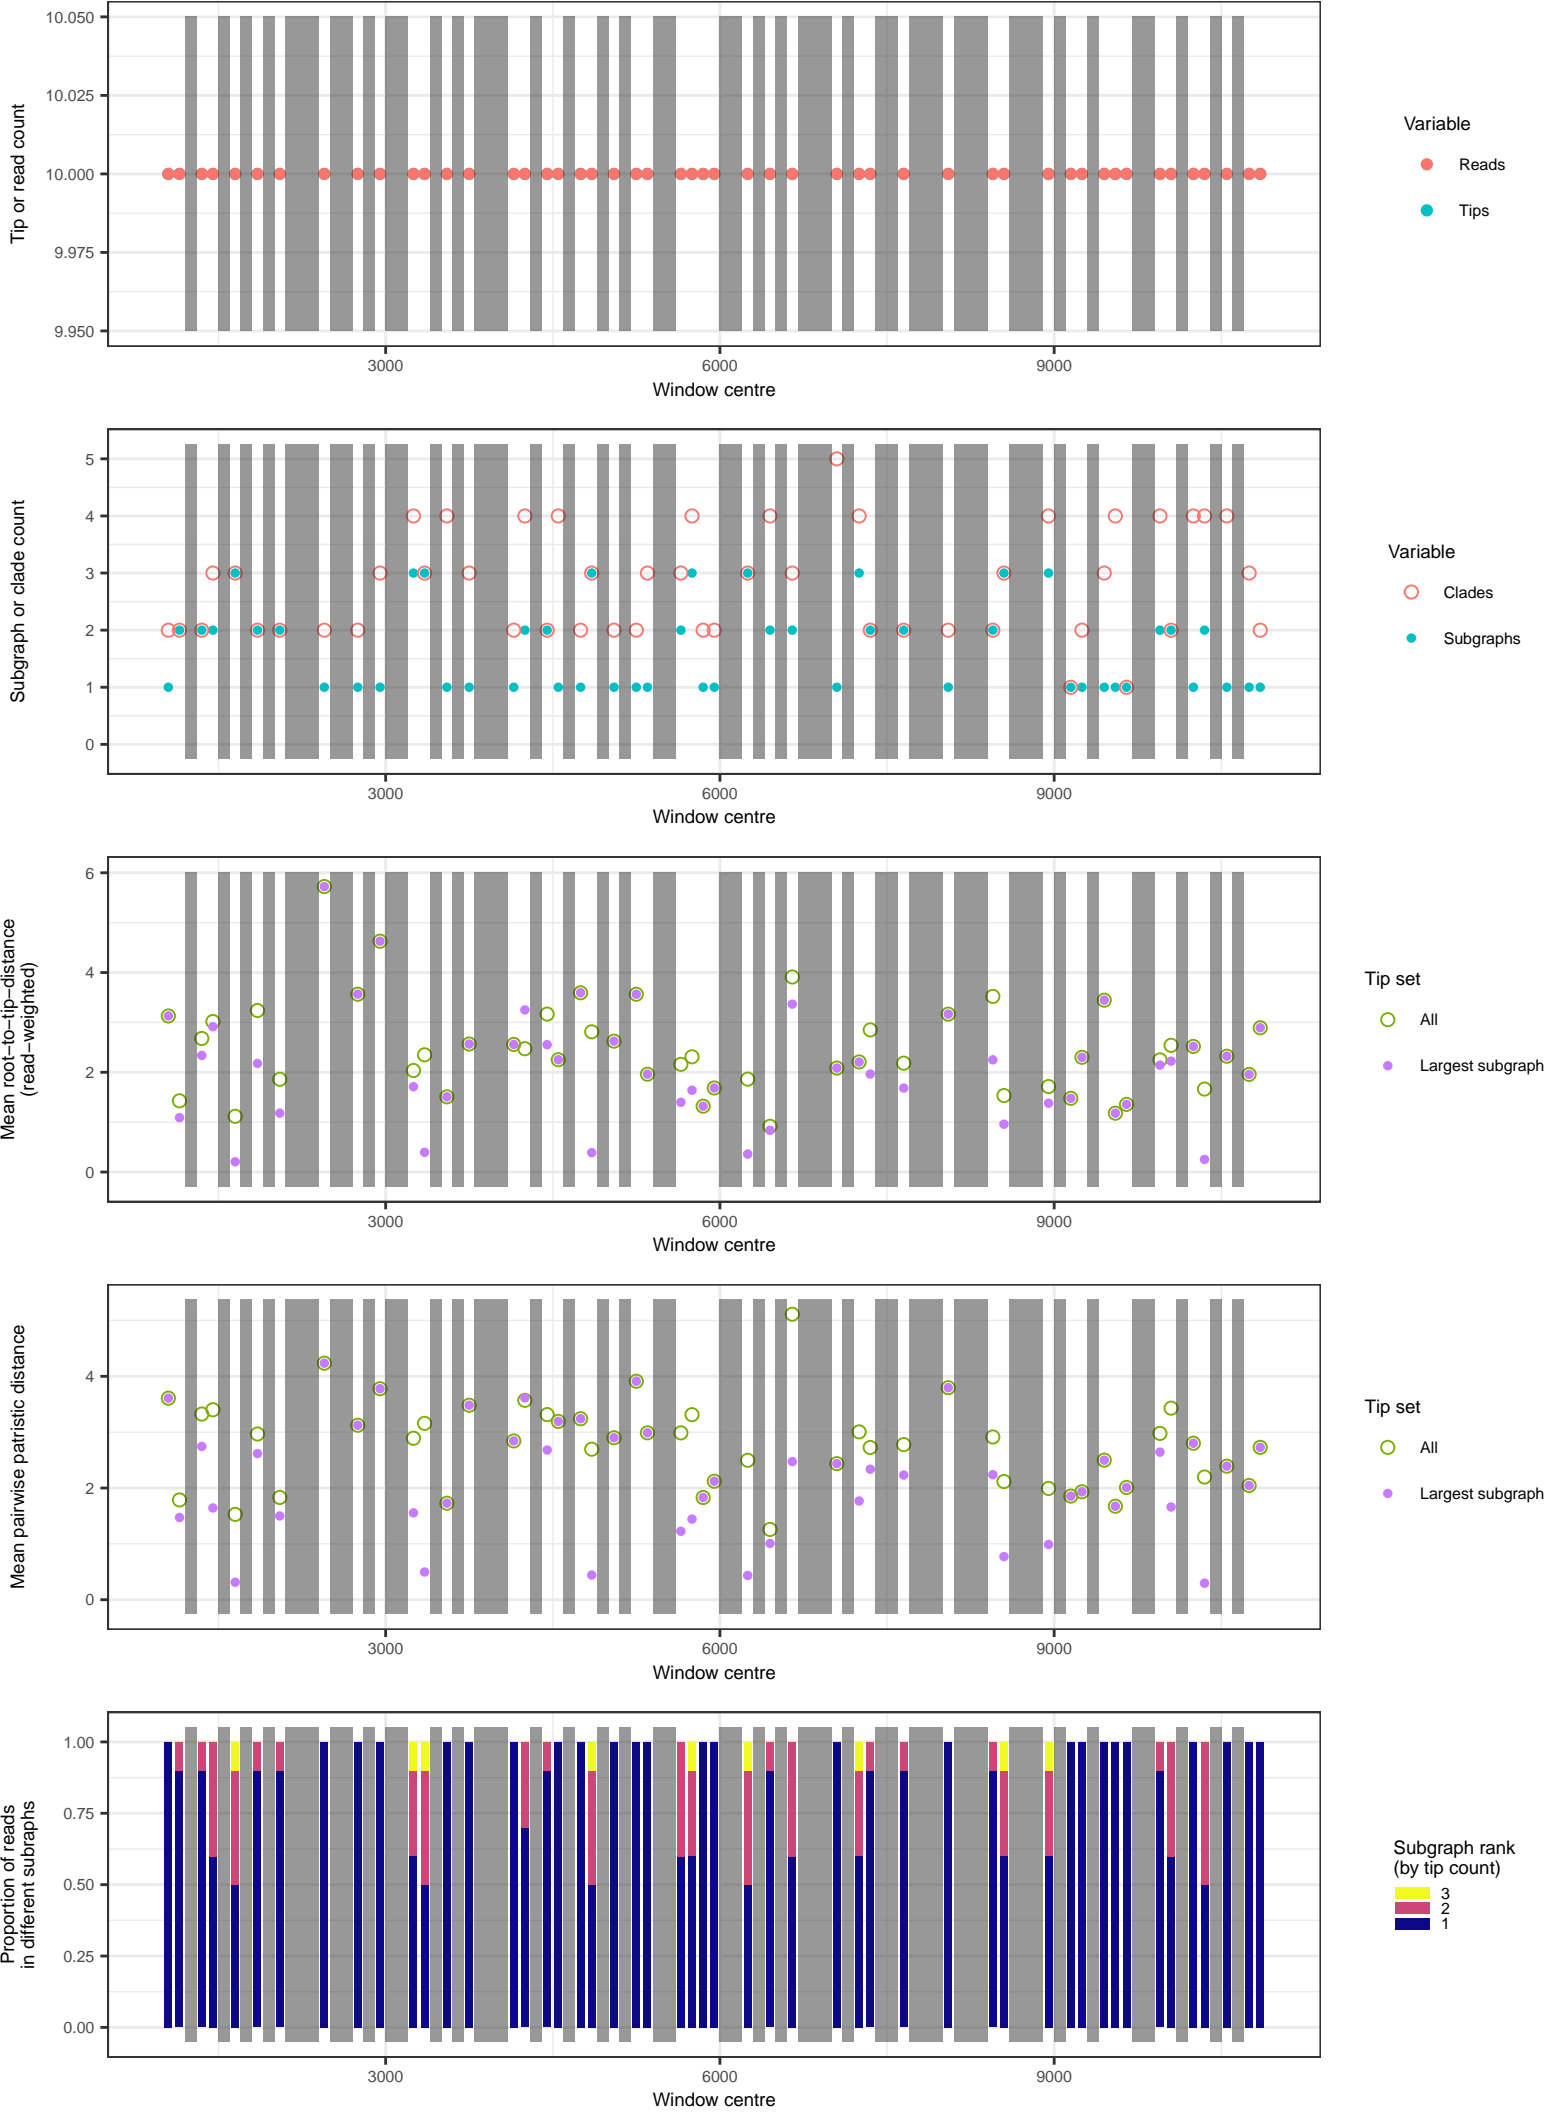 10.050
10.025
10.000
9.975
9.950
Tip or read count
3000 6000 9000
Window centre
Variable
Reads
Tips
5
4
3
2
1
0
Subgraph or clade count
3000 6000 9000
Window centre
Variable
Clades
Subgraphs
6
4
2
0
Mean root−to−tip−distance
(read−weighted)
3000 6000 9000
Window centre
Tip set
All
Largest subgraph
4
2
0
Mean pairwise patristic distance
3000 6000 9000
Window centre
Tip set
All
Largest subgraph
1.00
0.75
0.50
0.25
0.00
Proportion of reads
in different subraphs
3000 6000 9000
Window centre
Subgraph rank
(by tip count)
3
2
1